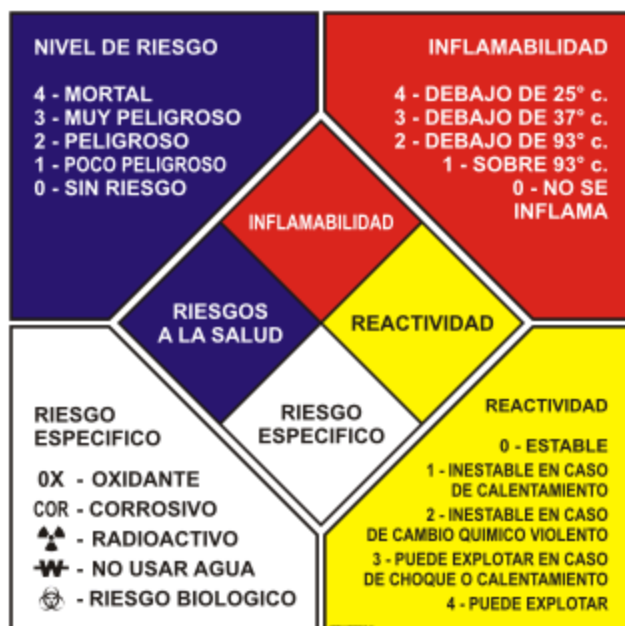 NIVEL DE RIESGO
4 - MORTAL
3 - MUY PELIGROSO
2 - PELIGROSO
1 - POCO PELIGROSO
0 - SIN RIESGO
INFLAMABILIDAD
4 - DEBAJO DE 25° c.
3 - DEBAJO DE 37° c.
2 - DEBAJO DE 93° c.
1 - SOBRE 93° c.
0 - NO SE
INFLAMA
INFLAMABILIDAD
RIESGOS
A LA SALUD
REACTIVIDAD
RIESGO
ESPECIFICO
RIESGO
ESPECIFICO
0X - OXIDANTE
COR - CORROSIVO
- RADIOACTIVO
W - NO USAR AGUA
- RIESGO BIOLOGICO
REACTIVIDAD
0 - ESTABLE
1 - INESTABLE EN CASO
DE CALENTAMIENTO
2 - INESTABLE EN CASO
DE CAMBIO QUIMICO VIOLENTO
3 - PUEDE EXPLOTAR EN CASO
DE CHOQUE O CALENTAMIENTO
4 - PUEDE EXPLOTAR